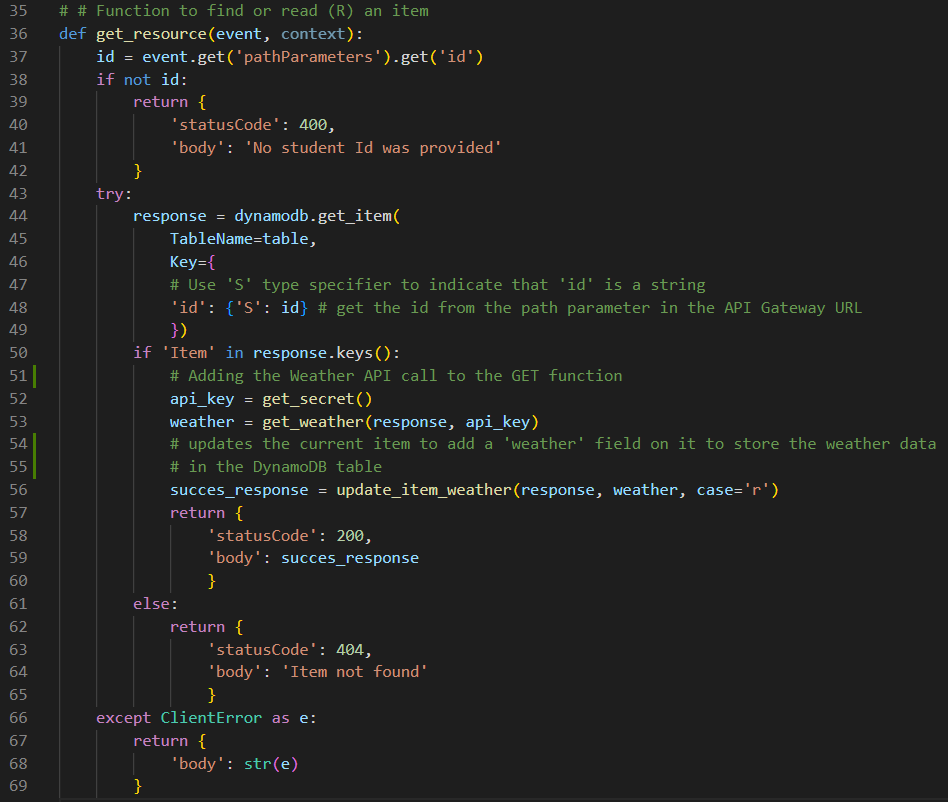 35 # # Function to find or read (R) an item
36 def get_resource(event, context):
37     id = event.get('pathParameters').get('id')
38     if not id:
39         return {
40             'statusCode': 400,
41             'body': 'No student Id was provided'
42         }
43     try:
44         response = dynamodb.get_item(
45             TableName=table,
46             Key={
47             # Use 'S' type specifier to indicate that 'id' is a string
48             'id': {'S': id} # get the id from the path parameter in the API Gateway URL
49             })
50         if 'Item' in response.keys():
51             # Adding the Weather API call to the GET function
52             api_key = get_secret()
53             weather = get_weather(response, api_key)
54             # updates the current item to add a 'weather' field on it to store the weather data
55             # in the DynamoDB table
56             succes_response = update_item_weather(response, weather, case='r')
57             return {
58                 'statusCode': 200,
59                 'body': succes_response
60                 }
61         else:
62             return {
63                 'statusCode': 404,
64                 'body': 'Item not found'
65                 }
66     except ClientError as e:
67         return {
68             'body': str(e)
69         }